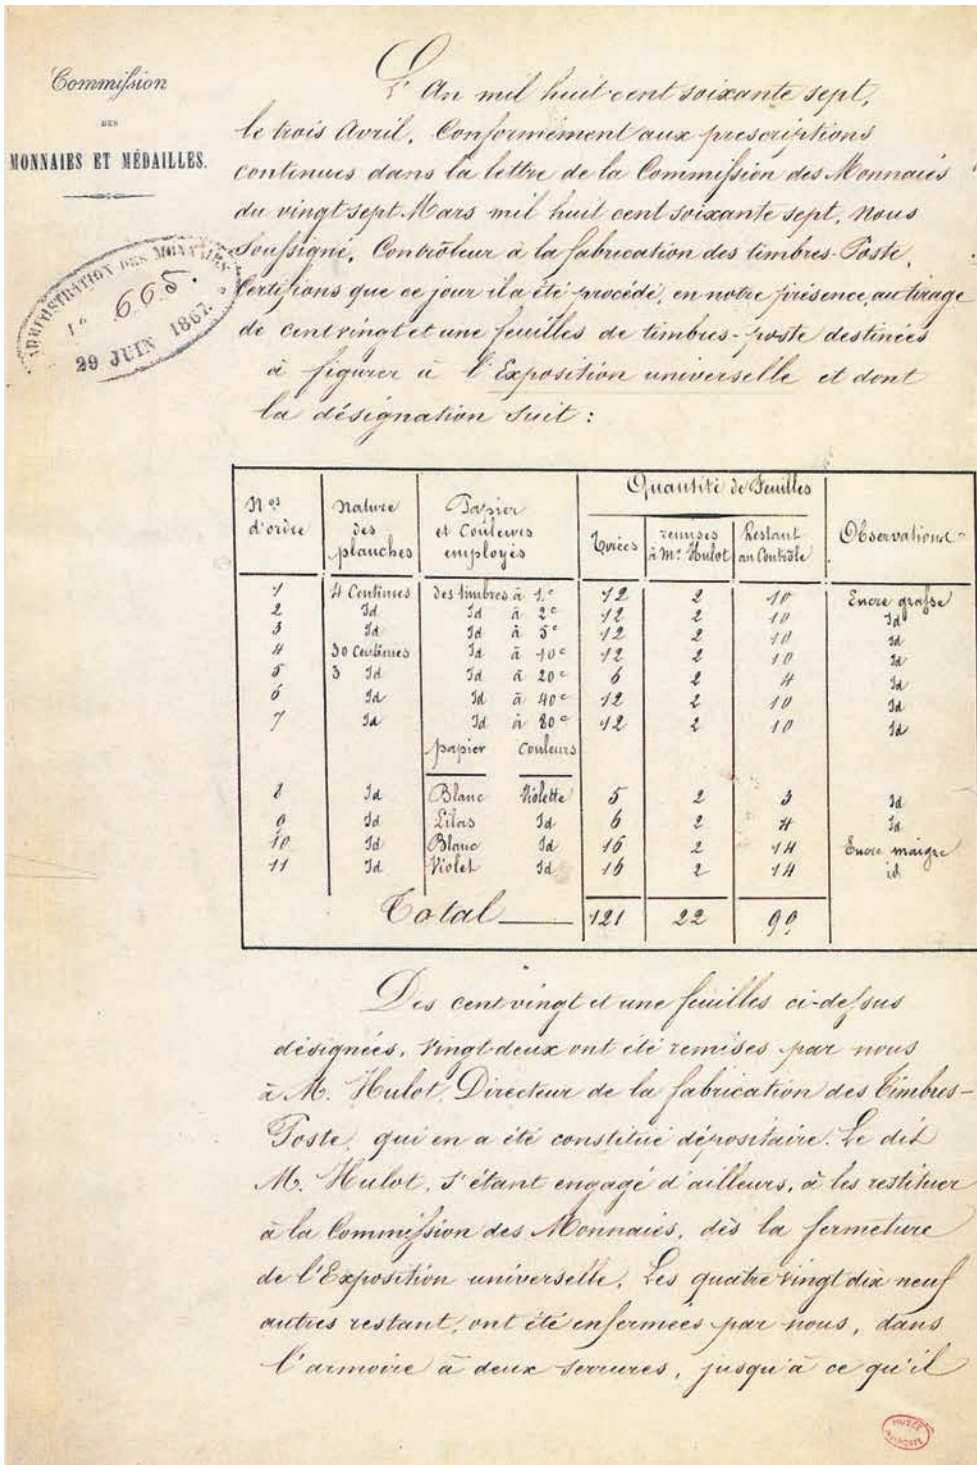 Commission
DES
MONNAIES ET MÉDAILLES.
ADMINISTRATION DES MONNAIES
1º 605.
29 JUIN 1867.
L'An mil huit cent soixante sept,
le trois Avril, Conformément aux prescriptions
contenues dans la lettre de la Commission des Monnaies
du vingt sept Mars mil huit cent soixante sept, Nous
Soussigné, Contrôleur à la fabrication des timbres-Poste,
Certifions que ce jour il a été procédé, en notre présence, au tirage
de cent vingt et une feuilles de timbres-poste destinées
à figurer à l'Exposition universelle et dont
la désignation suit :
Nos d'ordre | Nature des planches | Papier et Couleurs employés | Quantité de Feuilles | Observations
Tirées | remises à Mr. Hulot | Restant au Contrôle
1 | 4 Centimes | des timbres à 1.c | 12 | 2 | 10 | Encre grasse
2 | Id | Id à 2c | 12 | 2 | 10 | Id
3 | Id | Id à 5c | 12 | 2 | 10 | Id
4 | 30 Centimes | Id à 10c | 12 | 2 | 10 | Id
5 | 3 Id | Id à 20c | 6 | 2 | 4 | Id
6 | Id | Id à 40c | 12 | 2 | 10 | Id
7 | Id | Id à 80c | 12 | 2 | 10 | Id
papier Couleurs
8 | Id | Blanc Violette | 5 | 2 | 3 | Id
9 | Id | Lilas Id | 6 | 2 | 4 | Id
10 | Id | Blanc Id | 16 | 2 | 14 | Encre maigre
11 | Id | Violet Id | 16 | 2 | 14 | id
Total | 121 | 22 | 99
Des cent vingt et une feuilles ci-dessus
désignées, Vingt-deux ont été remises par nous
à M. Hulot, Directeur de la fabrication des Timbres-
Poste, qui en a été constitué dépositaire. Le dit
M. Hulot, s'étant engagé d'ailleurs, à les restituer
à la Commission des Monnaies, dès la fermeture
de l'Exposition universelle. Les quatre vingt dix neuf
autres restant, ont été enfermées par nous, dans
l'armoire à deux serrures, jusqu'à ce qu'il
MUSÉE